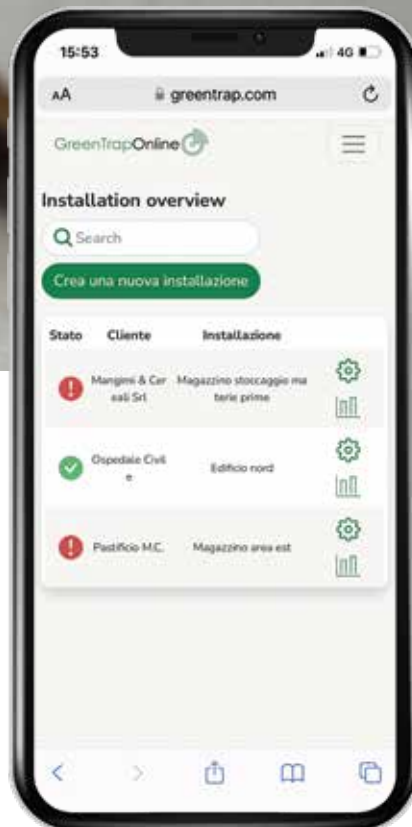 15:53
4G
AA greentrap.com
GreenTrapOnline
Installation overview
Search
Crea una nuova installazione
Stato Cliente Installazione
Mangimi & Cer Magazzino stoccaggio ma
eali Srl terie prime
Ospedale Civil Edificio nord
e
Pastificio M.C. Magazzino area est